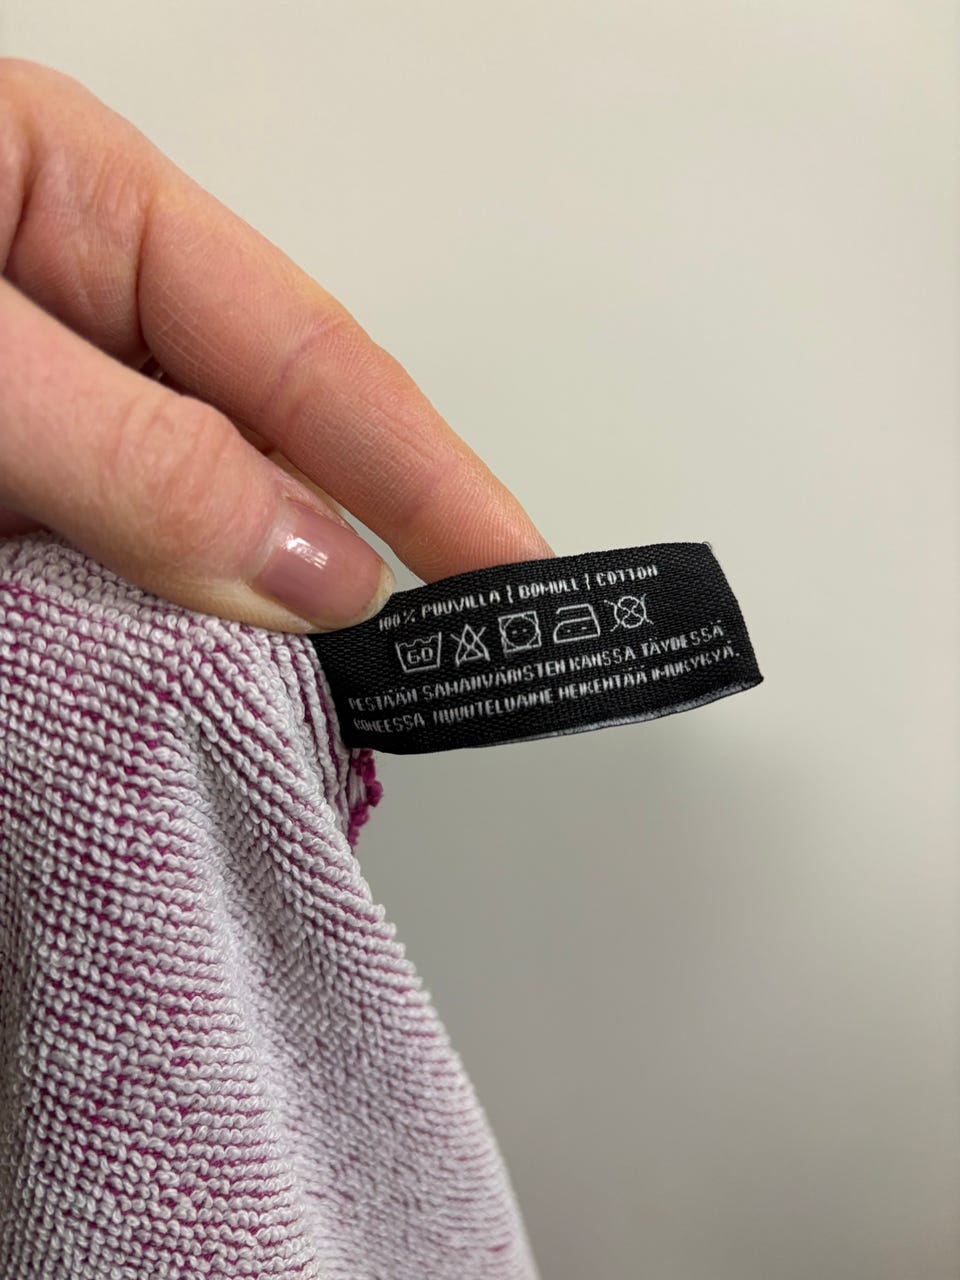 100% PUUVILLA | BOMULL | COTTON
60
PESTÄÄN SAMANVÄRISTEN KANSSA TÄYDESSÄ
KONEESSA. HUUHTELUAINE HEIKENTÄÄ IMUKYKYÄ.